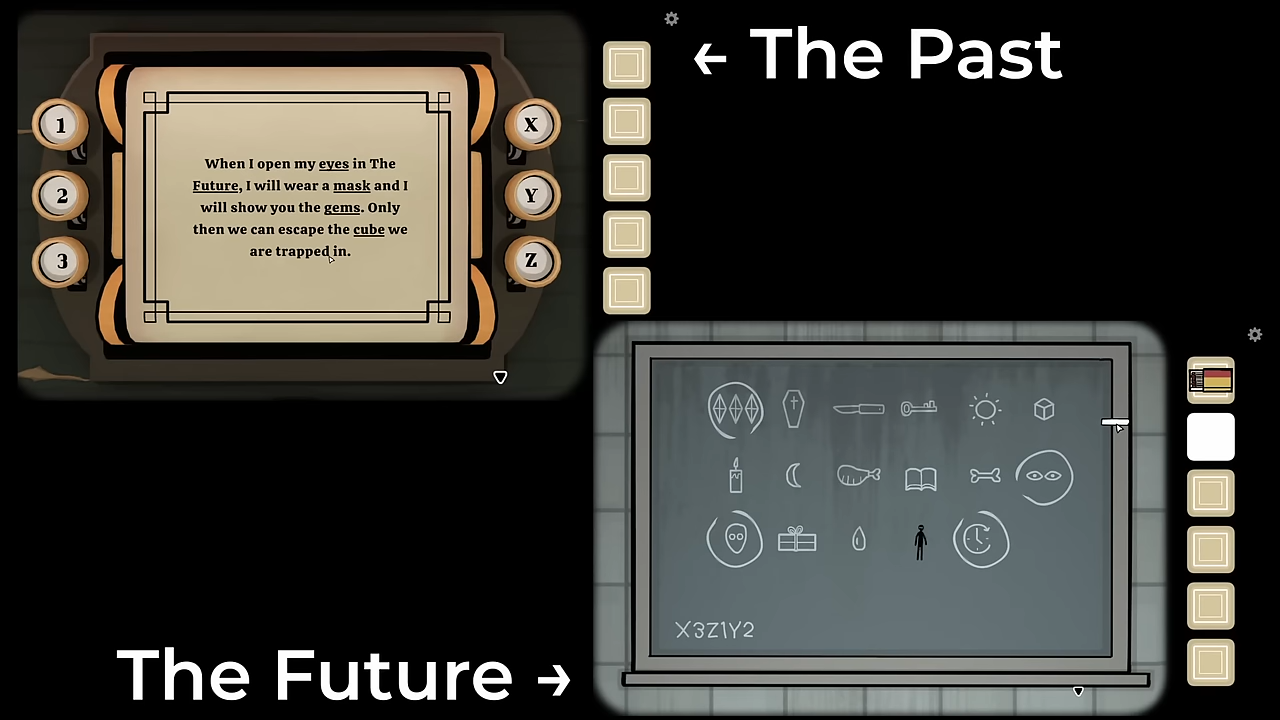 ← The Past
1
2
3
X
Y
Z
When I open my eyes in The
Future, I will wear a mask and I
will show you the gems. Only
then we can escape the cube we
are trapped in.
X3Z1Y2
The Future →